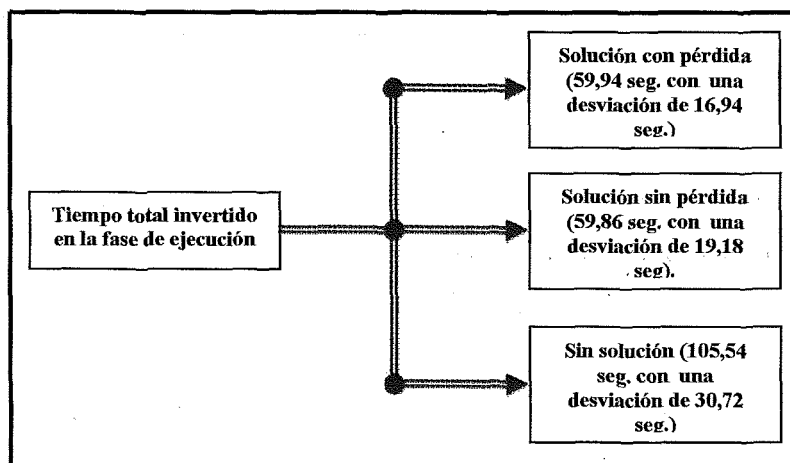 Solución con pérdida
(59,94 seg. con una
desviación de 16,94
seg.)
Tiempo total invertido
en la fase de ejecución
Solución sin pérdida
(59,86 seg. con una
desviación de 19,18
seg).
Sin solución (105,54
seg. con una
desviación de 30,72
seg.)